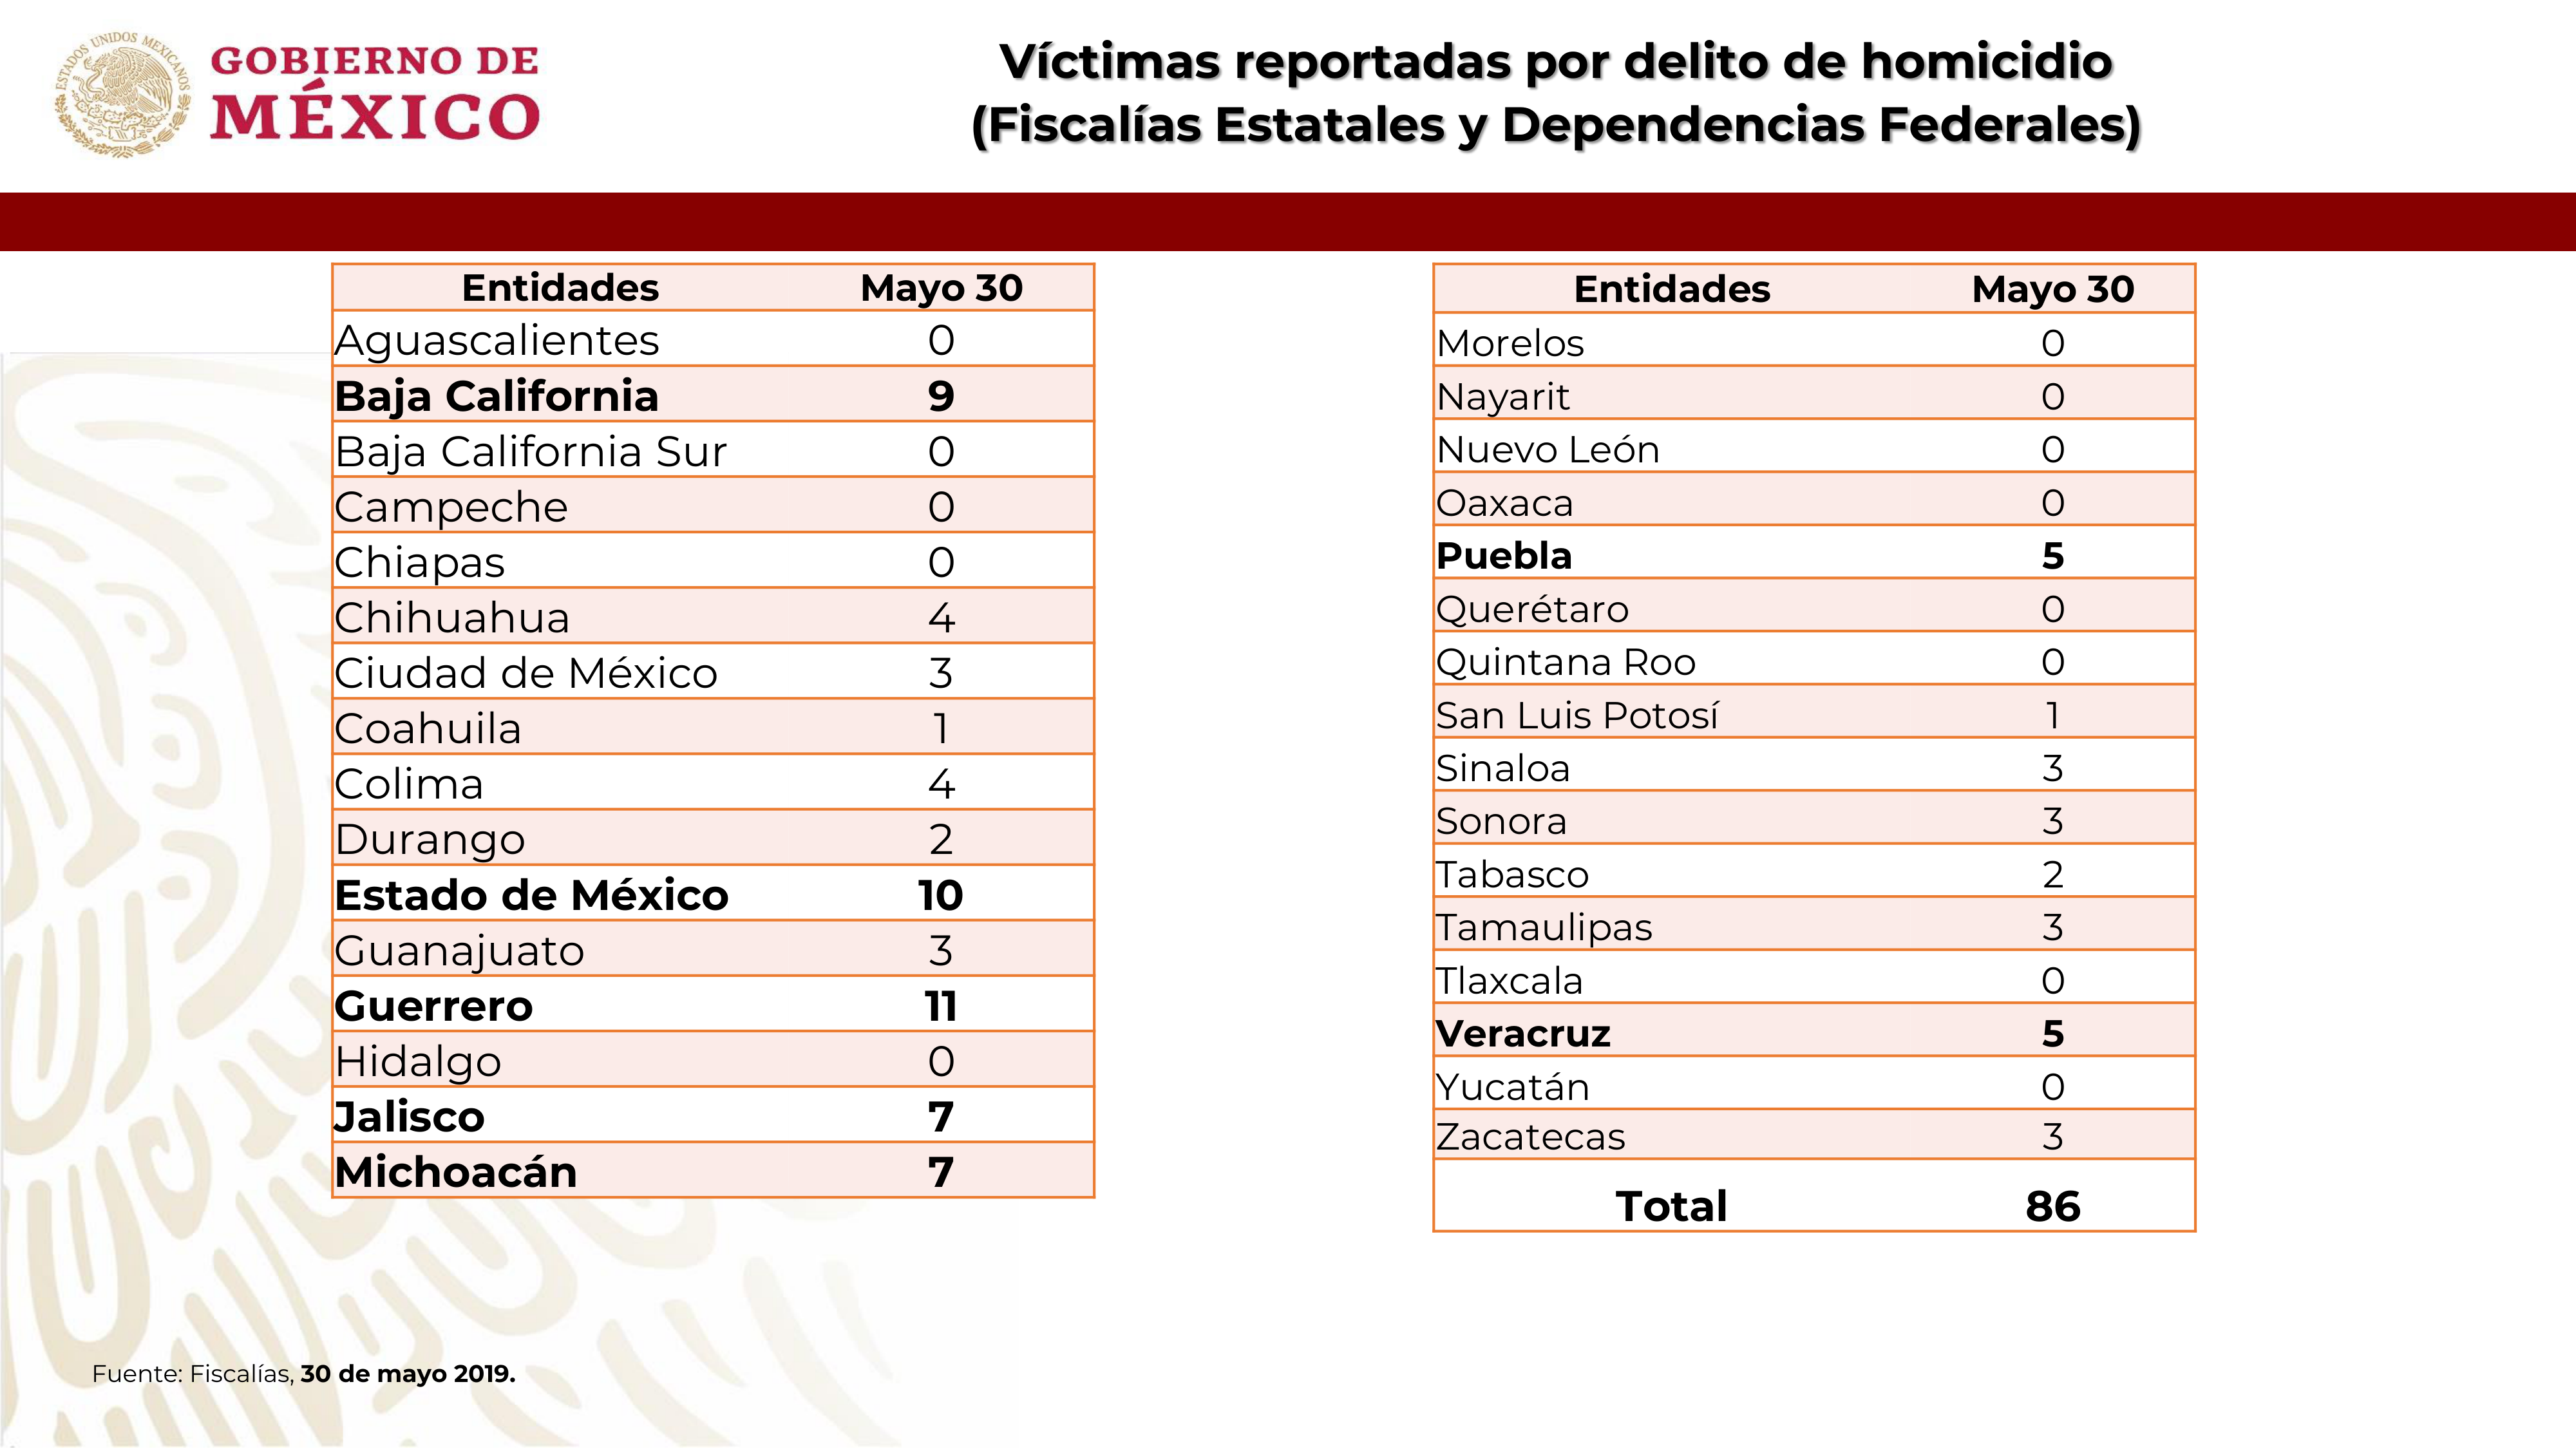 ESTADOS UNIDOS MEXICANOS
GOBIERNO DE
MÉXICO
Víctimas reportadas por delito de homicidio
(Fiscalías Estatales y Dependencias Federales)
Entidades Mayo 30
Aguascalientes 0
Baja California 9
Baja California Sur 0
Campeche 0
Chiapas 0
Chihuahua 4
Ciudad de México 3
Coahuila 1
Colima 4
Durango 2
Estado de México 10
Guanajuato 3
Guerrero 11
Hidalgo 0
Jalisco 7
Michoacán 7
Entidades Mayo 30
Morelos 0
Nayarit 0
Nuevo León 0
Oaxaca 0
Puebla 5
Querétaro 0
Quintana Roo 0
San Luis Potosí 1
Sinaloa 3
Sonora 3
Tabasco 2
Tamaulipas 3
Tlaxcala 0
Veracruz 5
Yucatán 0
Zacatecas 3
Total 86
Fuente: Fiscalías, 30 de mayo 2019.